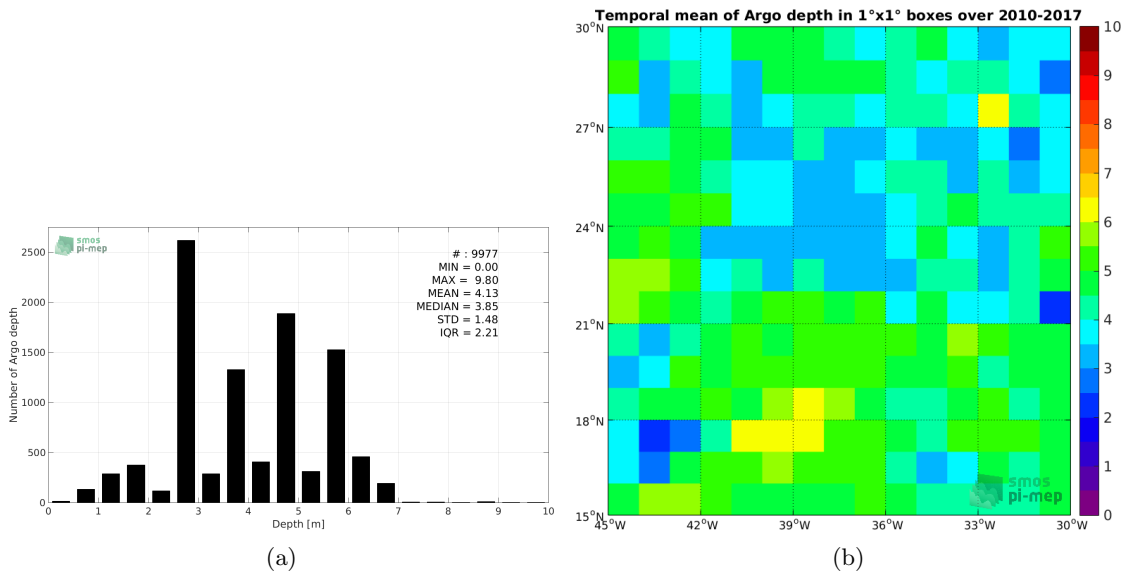 smos
pi-mep
# : 9977
MIN = 0.00
MAX = 9.80
MEAN = 4.13
MEDIAN = 3.85
STD = 1.48
IQR = 2.21
Number of Argo depth
2500
2000
1500
1000
500
0
0 1 2 3 4 5 6 7 8 9 10
Depth [m]
(a)
Temporal mean of Argo depth in 1°x1° boxes over 2010-2017
30°N
27°N
24°N
21°N
18°N
15°N
45°W 42°W 39°W 36°W 33°W 30°W
smos
pi-mep
10
9
8
7
6
5
4
3
2
1
0
(b)